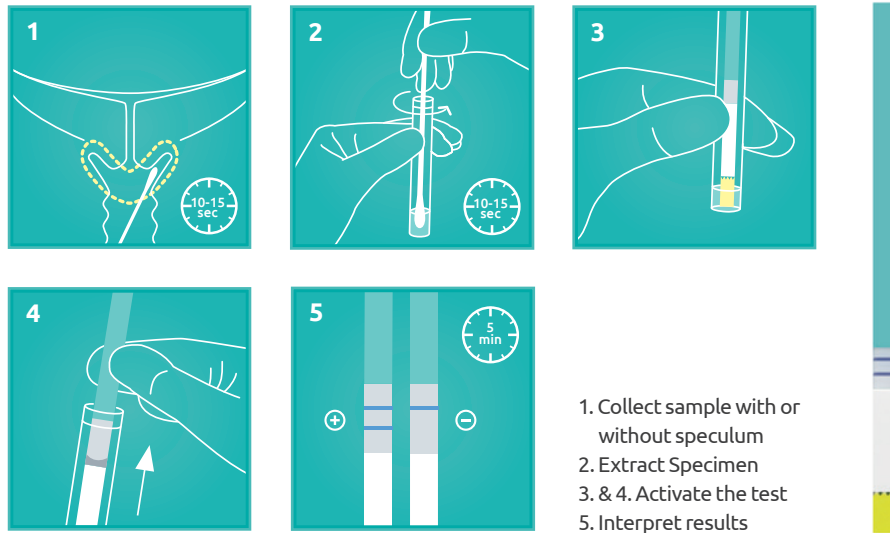 1
10-15
sec
2
10-15
sec
3
4
5
5
min
+
−
1. Collect sample with or
without speculum
2. Extract Specimen
3. & 4. Activate the test
5. Interpret results